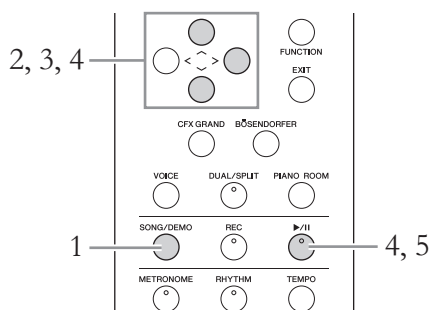 2, 3, 4
FUNCTION
EXIT
CFX GRAND BÖSENDORFER
VOICE DUAL/SPLIT PIANO ROOM
SONG/DEMO REC ▶/II
1
4, 5
METRONOME RHYTHM TEMPO